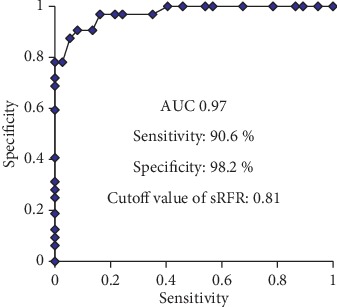 1
0.8
0.6
0.4
0.2
0
Specificity
AUC 0.97
Sensitivity: 90.6 %
Specificity: 98.2 %
Cutoff value of sRFR: 0.81
0 0.2 0.4 0.6 0.8 1
Sensitivity